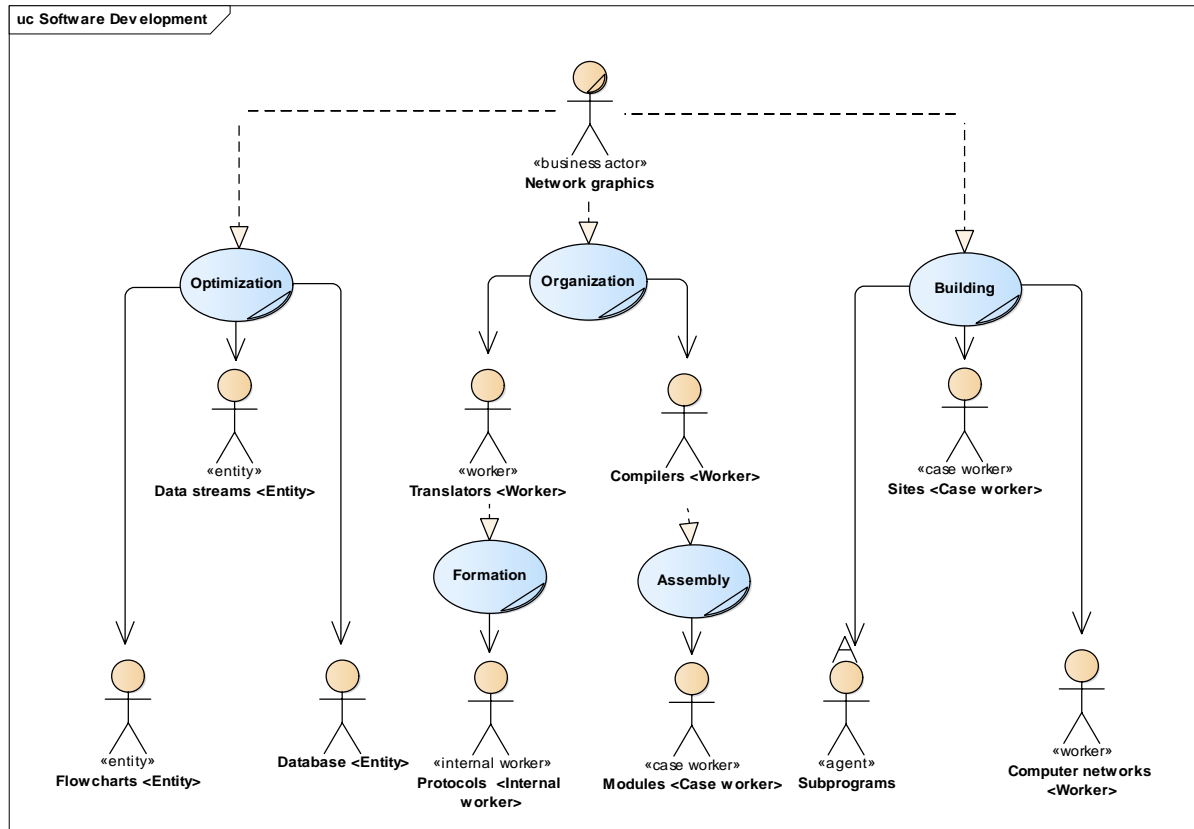 uc Software Development
«business actor»
Network graphics
Optimization
Organization
Building
«entity»
Data streams <Entity>
«worker»
Translators <Worker>
Compilers <Worker>
«case worker»
Sites <Case worker>
Formation
Assembly
«entity»
Flowcharts <Entity>
Database <Entity>
«internal worker»
Protocols <Internal
worker>
«case worker»
Modules <Case worker>
A
«agent»
Subprograms
«worker»
Computer networks
<Worker>